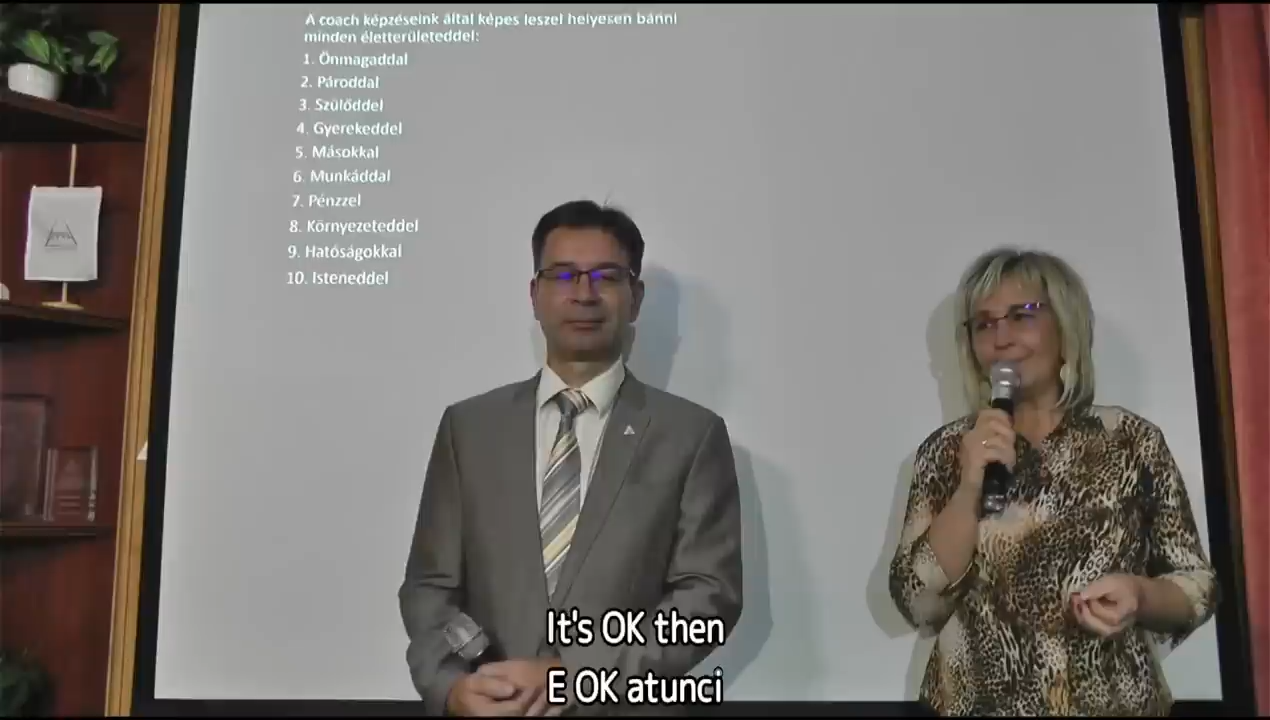 A coach képzéseink által képes leszel helyesen bánni
minden életterületeddel:
1. Önmagaddal
2. Pároddal
3. Szülőddel
4. Gyerekeddel
5. Másokkal
6. Munkáddal
7. Pénzzel
8. Környezeteddel
9. Hatóságokkal
10. Isteneddel
It's OK then
E OK atunci